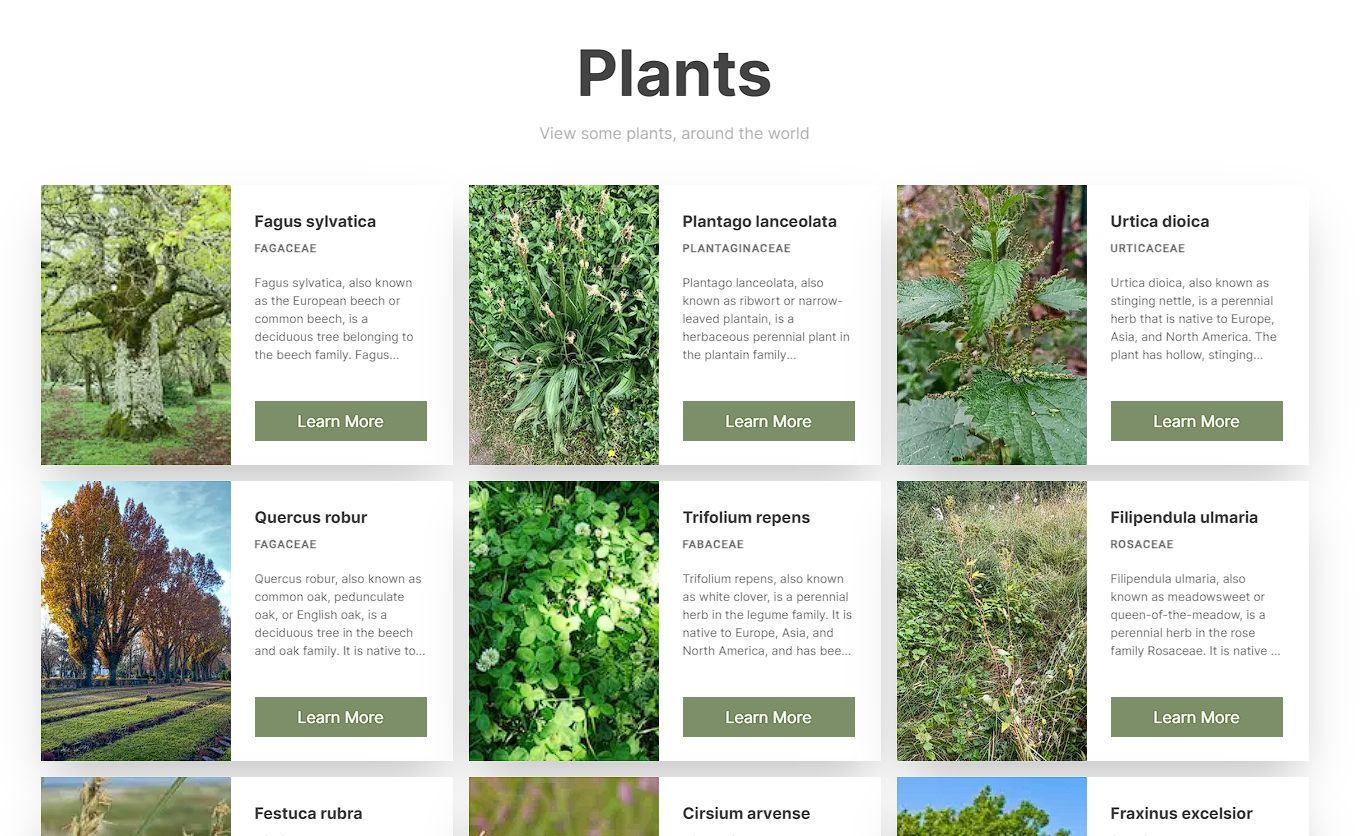 Plants
View some plants, around the world
Fagus sylvatica
FAGACEAE
Fagus sylvatica, also known
as the European beech or
common beech, is a
deciduous tree belonging to
the beech family. Fagus...
Learn More
Plantago lanceolata
PLANTAGINACEAE
Plantago lanceolata, also
known as ribwort or narrow-
leaved plantain, is a
herbaceous perennial plant in
the plantain family...
Learn More
Urtica dioica
URTICACEAE
Urtica dioica, also known as
stinging nettle, is a perennial
herb that is native to Europe,
Asia, and North America. The
plant has hollow, stinging...
Learn More
Quercus robur
FAGACEAE
Quercus robur, also known as
common oak, pedunculate
oak, or English oak, is a
deciduous tree in the beech
and oak family. It is native to...
Learn More
Trifolium repens
FABACEAE
Trifolium repens, also known
as white clover, is a perennial
herb in the legume family. It is
native to Europe, Asia, and
North America, and has bee...
Learn More
Filipendula ulmaria
ROSACEAE
Filipendula ulmaria, also
known as meadowsweet or
queen-of-the-meadow, is a
perennial herb in the rose
family Rosaceae. It is native ...
Learn More
Festuca rubra
Cirsium arvense
Fraxinus excelsior